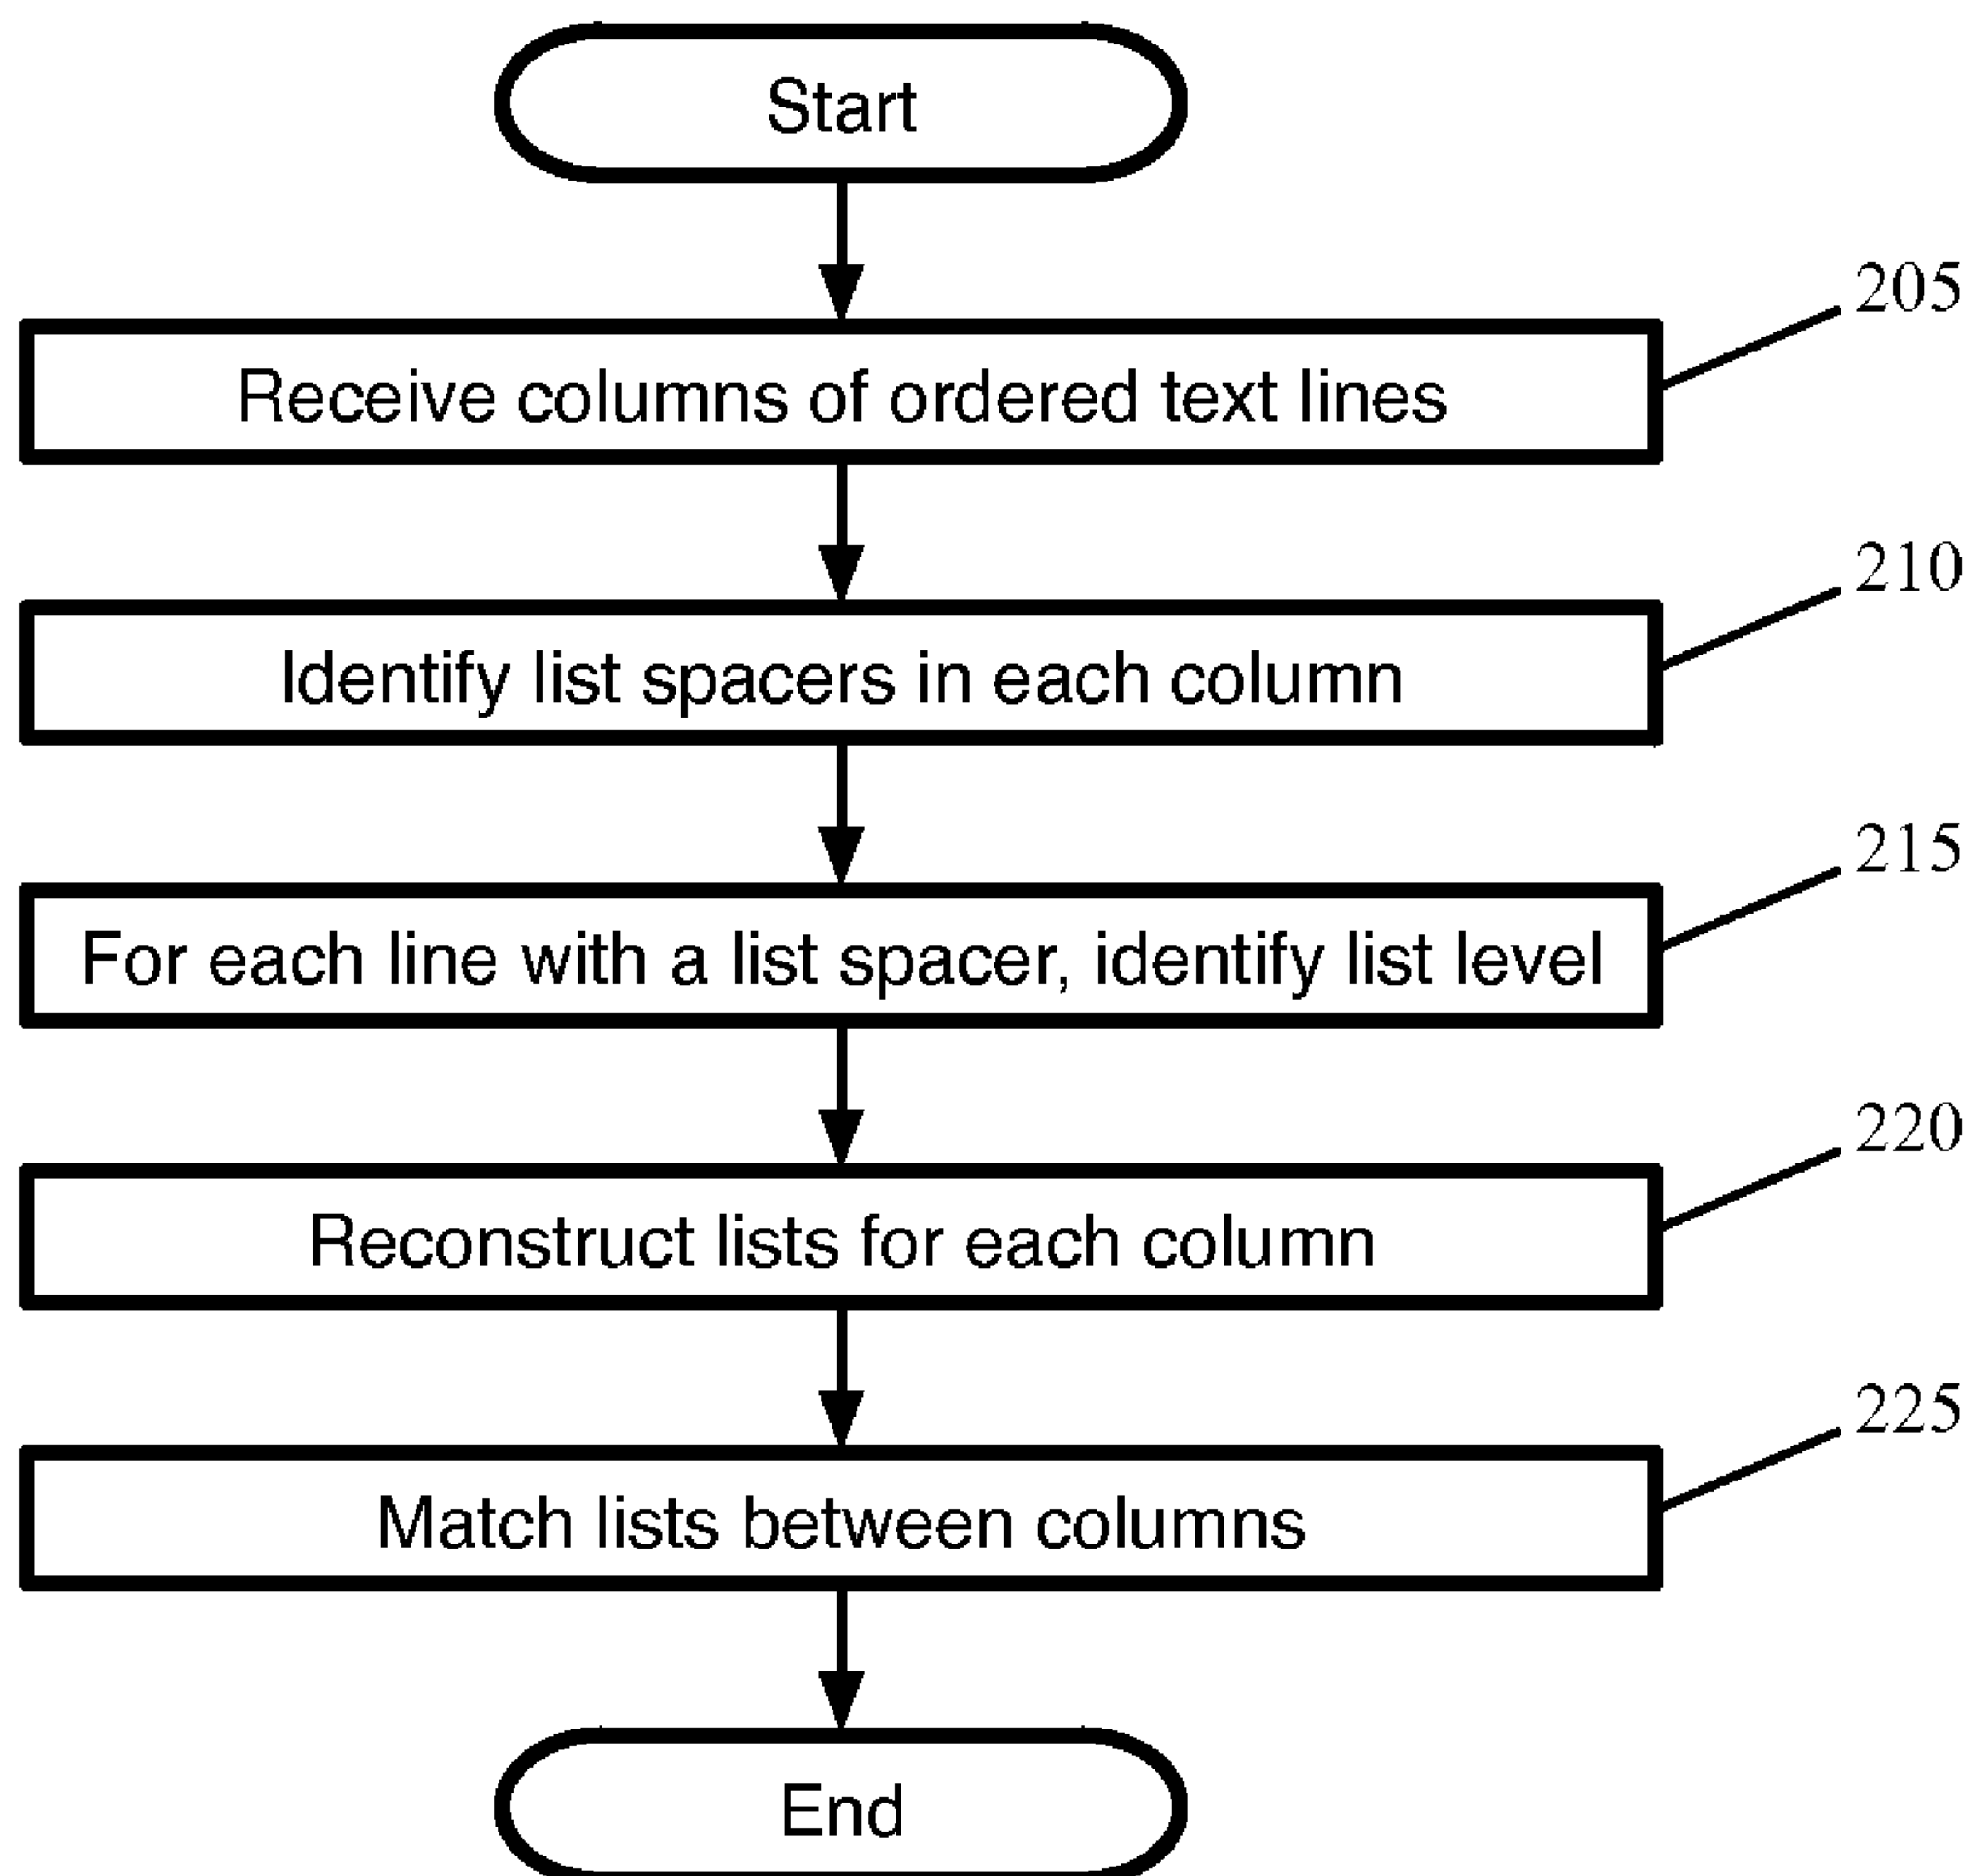 Start
205
Receive columns of ordered text lines
210
Identify list spacers in each column
215
For each line with a list spacer, identify list level
220
Reconstruct lists for each column
225
Match lists between columns
End